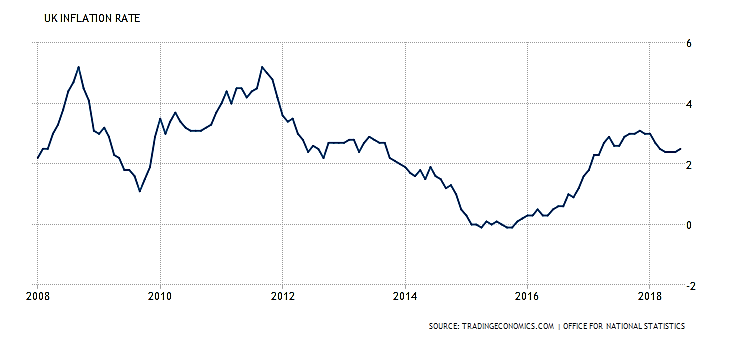 UK INFLATION RATE
6
4
2
0
-2
2008 2010 2012 2014 2016 2018
SOURCE: TRADINGECONOMICS.COM | OFFICE FOR NATIONAL STATISTICS